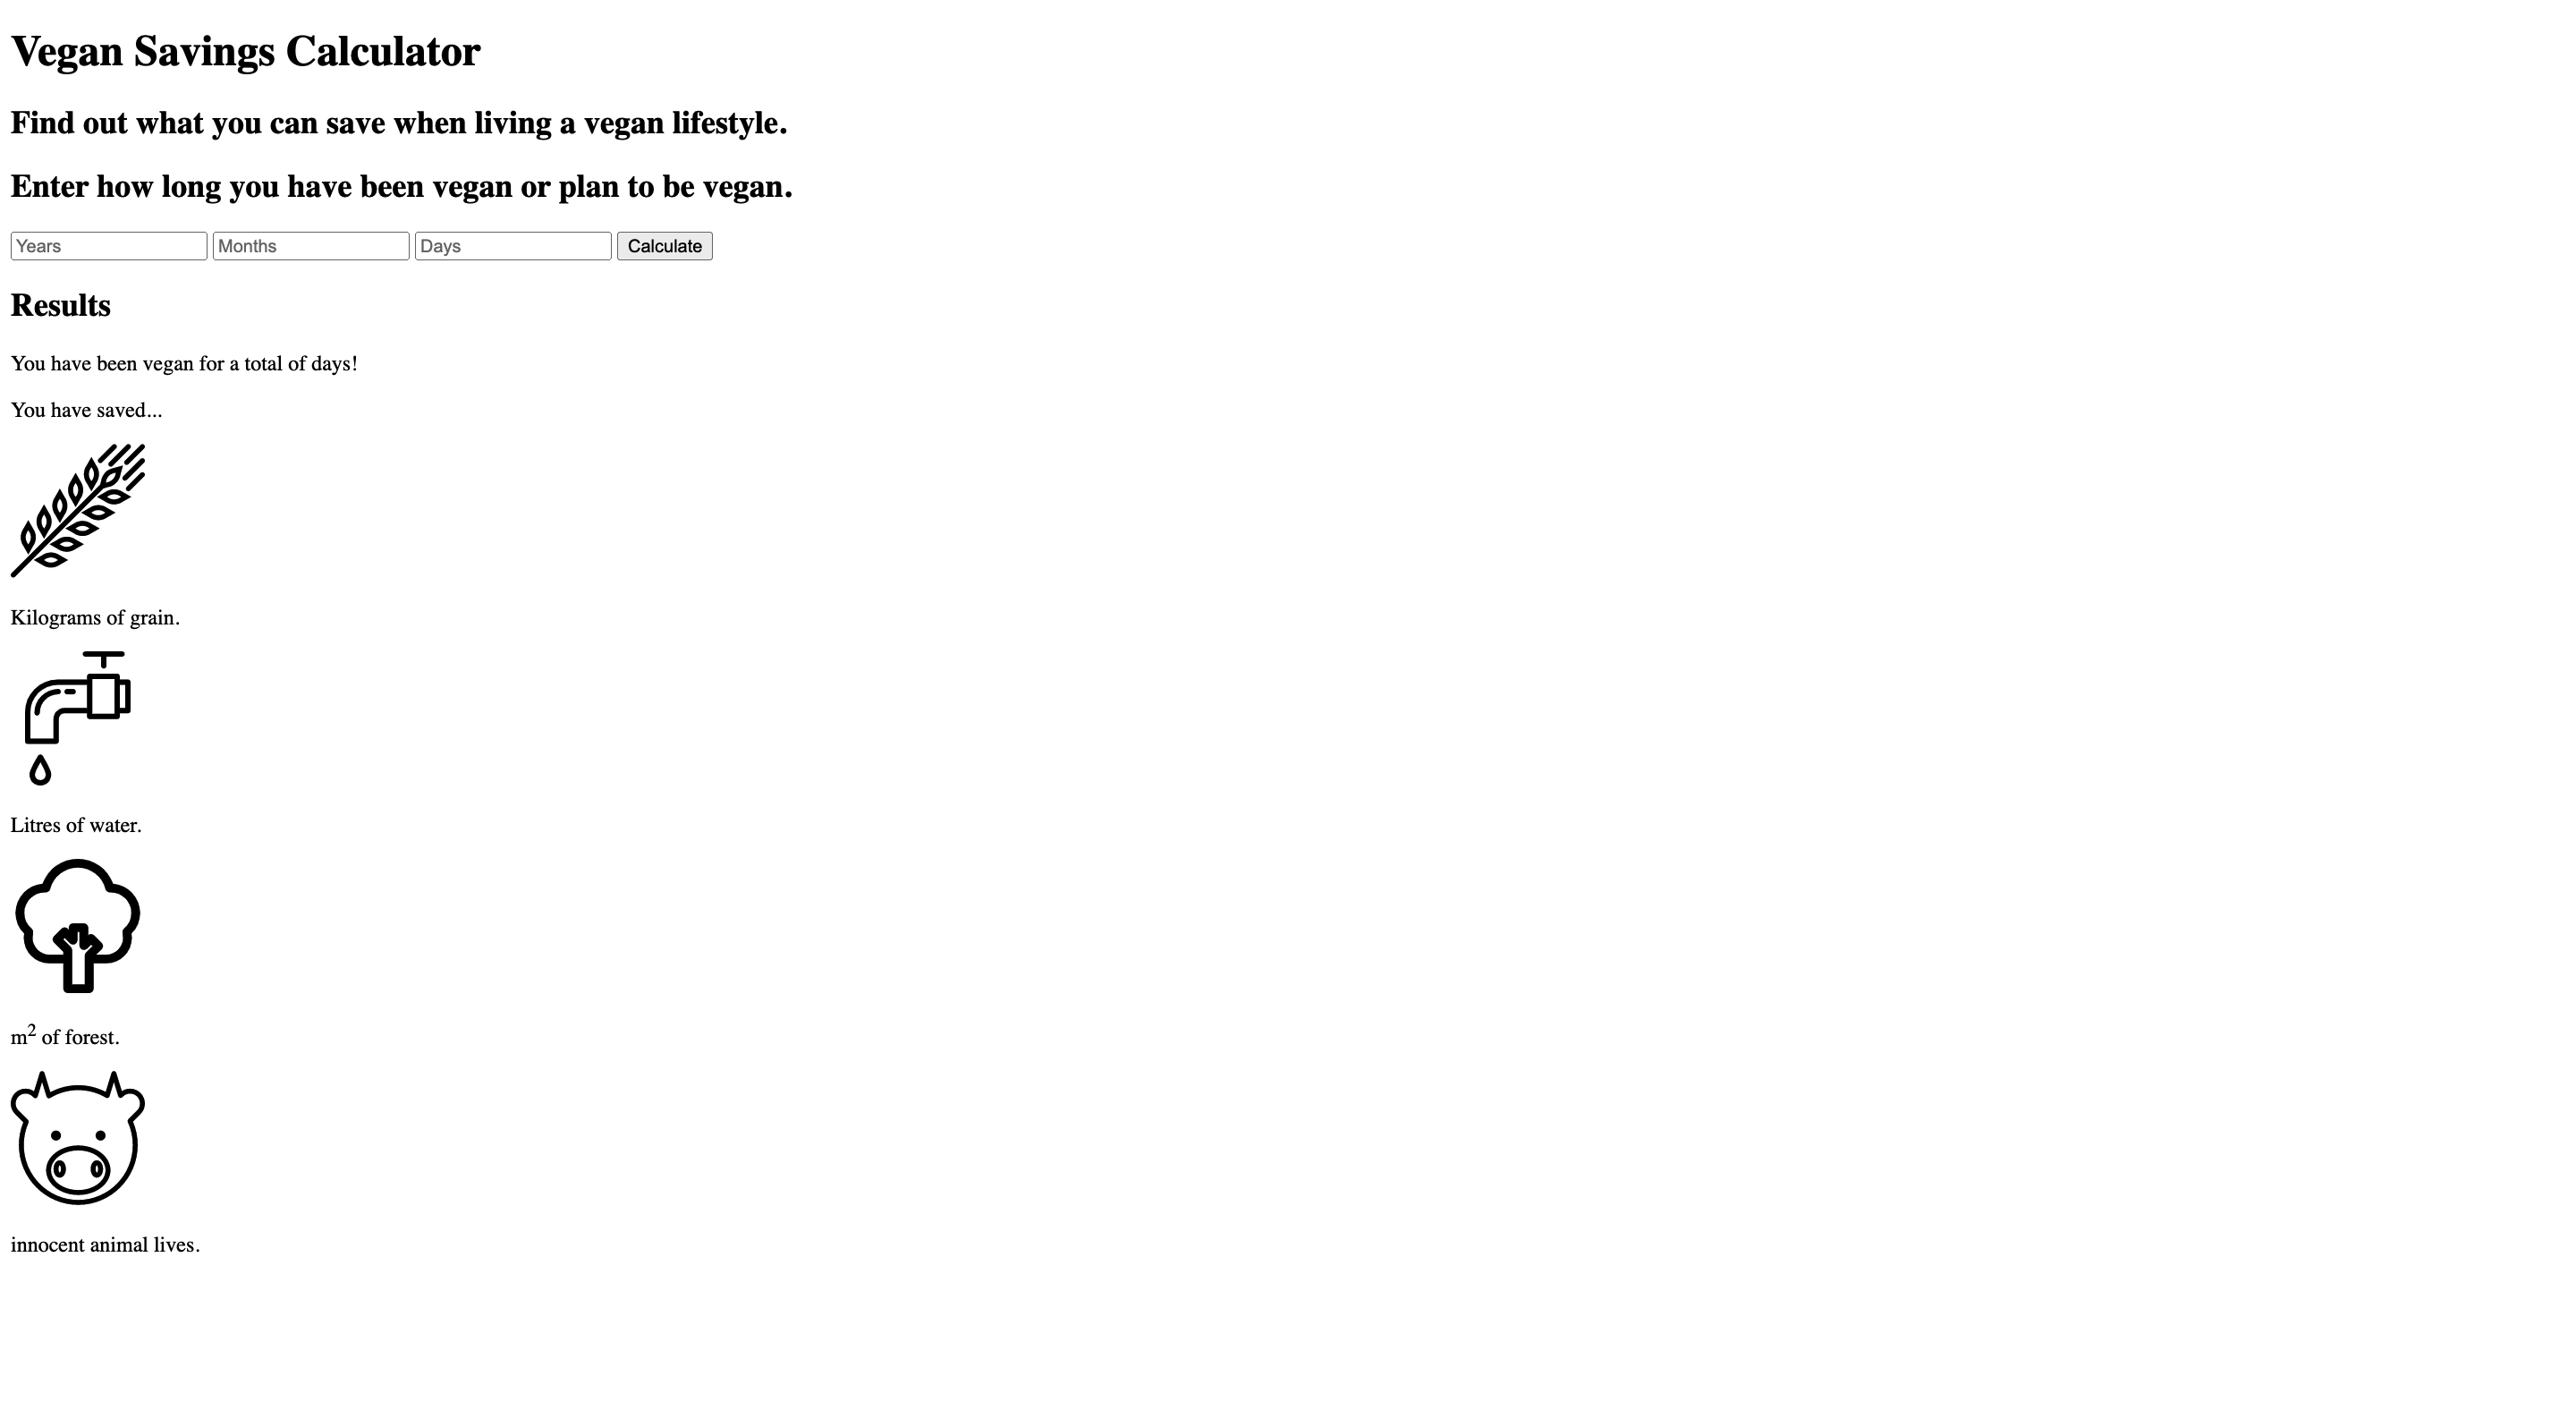 Vegan Savings Calculator
Find out what you can save when living a vegan lifestyle.
Enter how long you have been vegan or plan to be vegan.
Years Months Days Calculate
Results
You have been vegan for a total of days!
You have saved...
Kilograms of grain.
Litres of water.
m² of forest.
innocent animal lives.